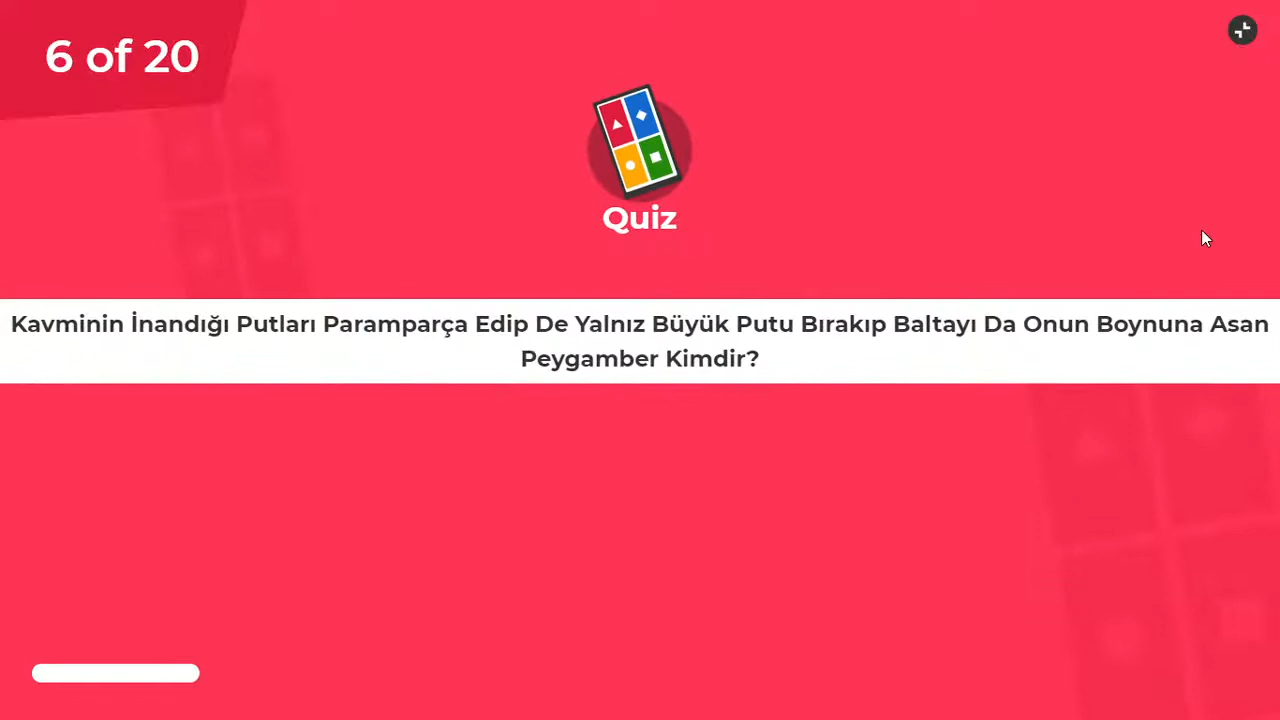 6 of 20
Quiz
Kavminin İnandığı Putları Paramparça Edip De Yalnız Büyük Putu Bırakıp Baltayı Da Onun Boynuna Asan
Peygamber Kimdir?